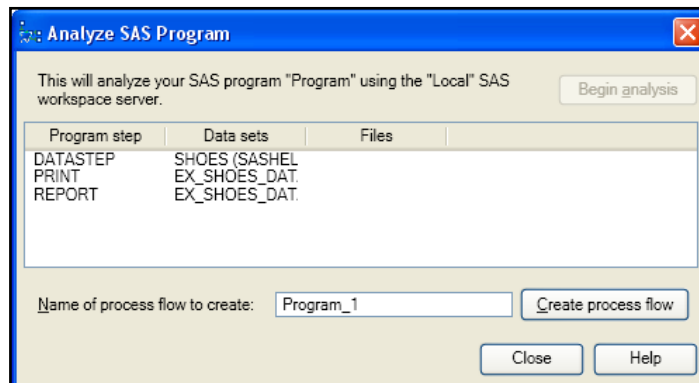 Analyze SAS Program
This will analyze your SAS program "Program" using the "Local" SAS
workspace server.
Begin analysis
Program step Data sets Files
DATASTEP SHOES (SASHEL
PRINT EX_SHOES_DAT.
REPORT EX_SHOES_DAT.
Name of process flow to create: Program_1 Create process flow
Close Help